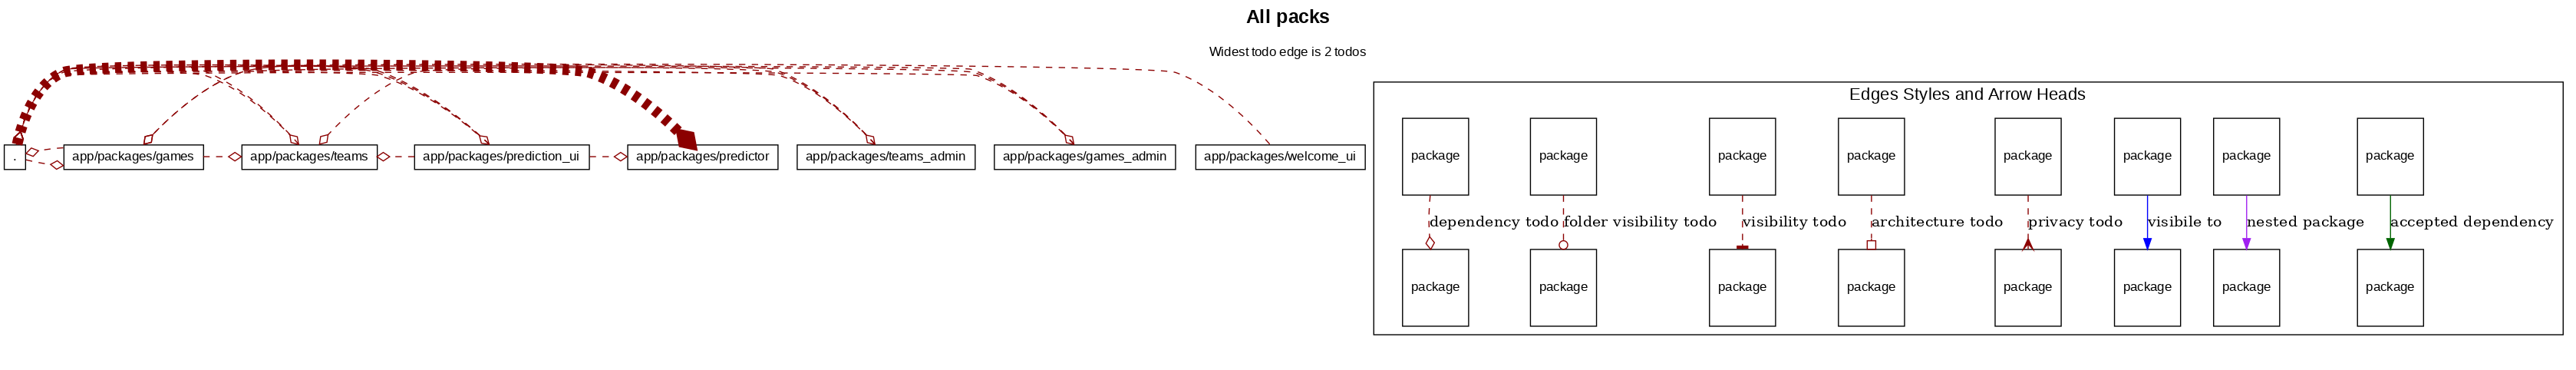 All packs
Widest todo edge is 2 todos
.
app/packages/games
app/packages/teams
app/packages/prediction_ui
app/packages/predictor
app/packages/teams_admin
app/packages/games_admin
app/packages/welcome_ui
Edges Styles and Arrow Heads
package
package
package
package
package
package
package
package
dependency todo
folder visibility todo
visibility todo
architecture todo
privacy todo
visibile to
nested package
accepted dependency
package
package
package
package
package
package
package
package